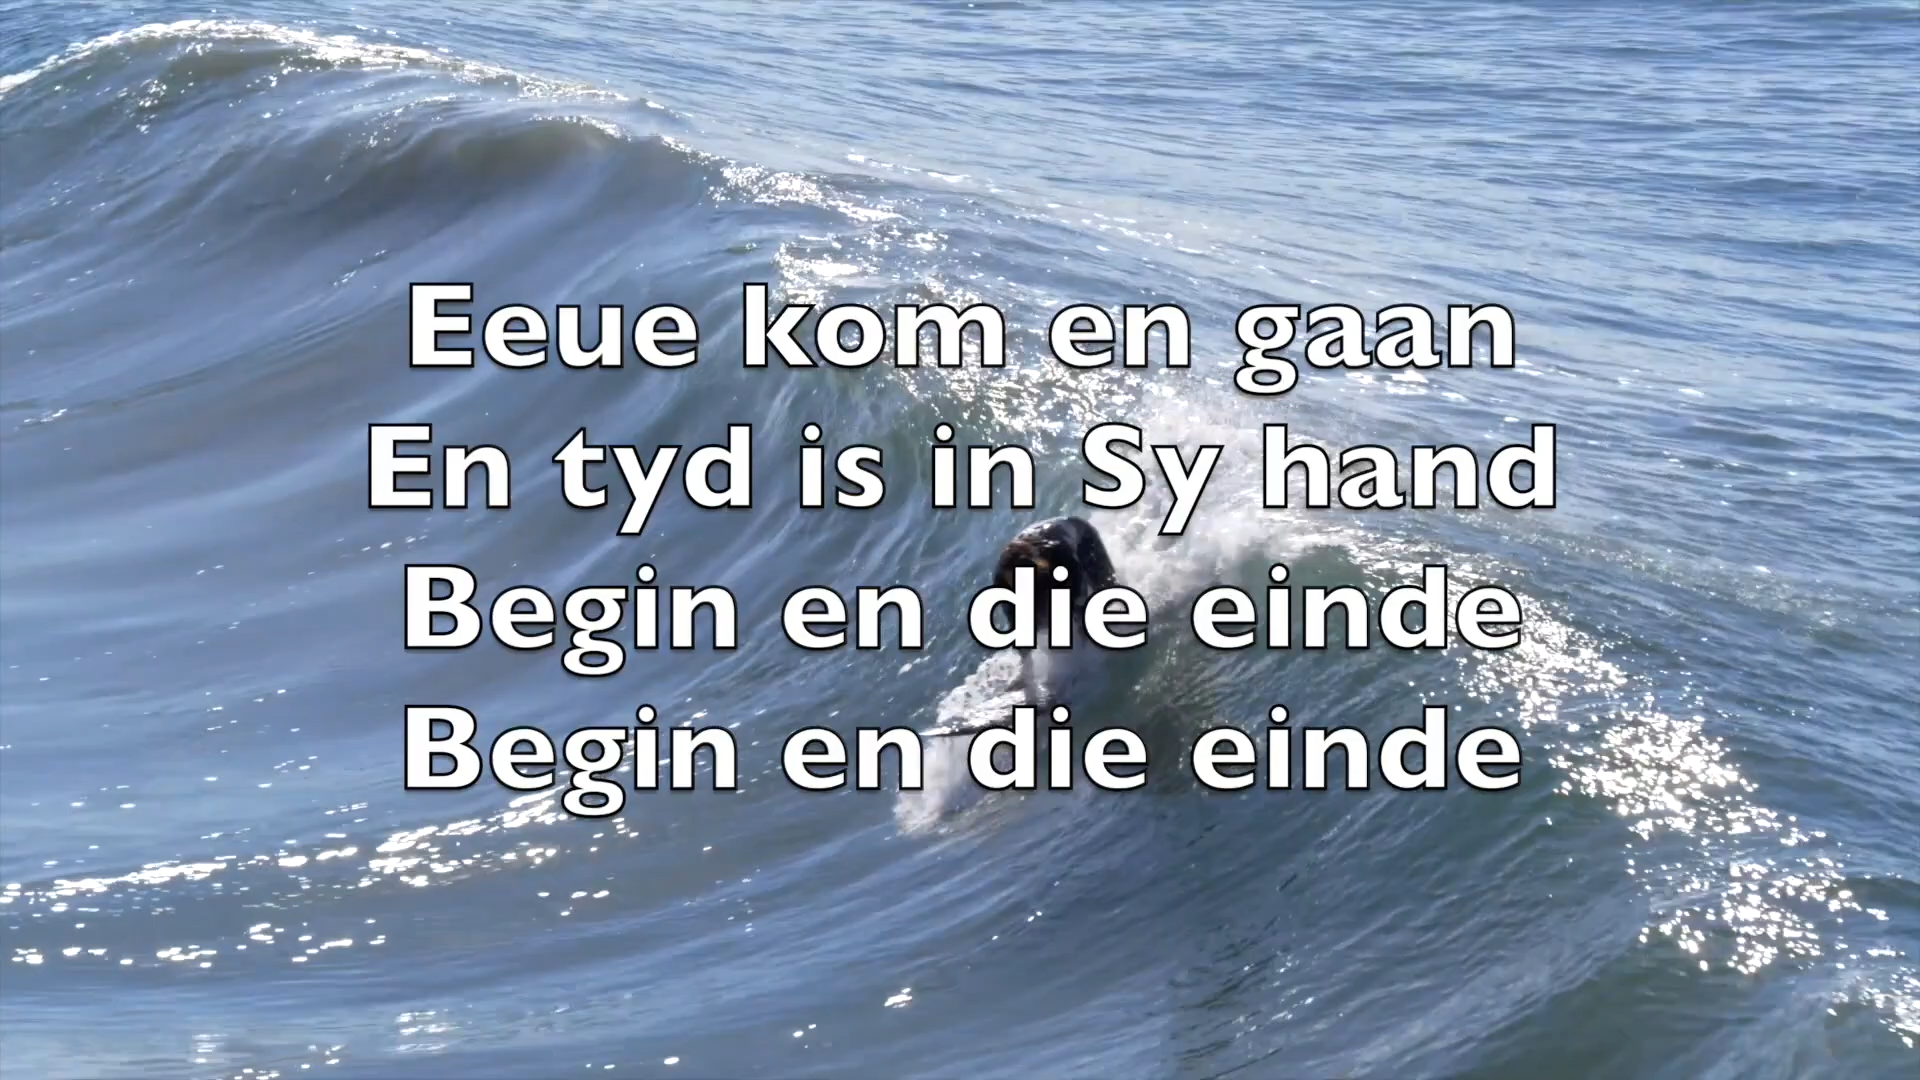 Eeue kom en gaan
En tyd is in Sy hand
Begin en die einde
Begin en die einde